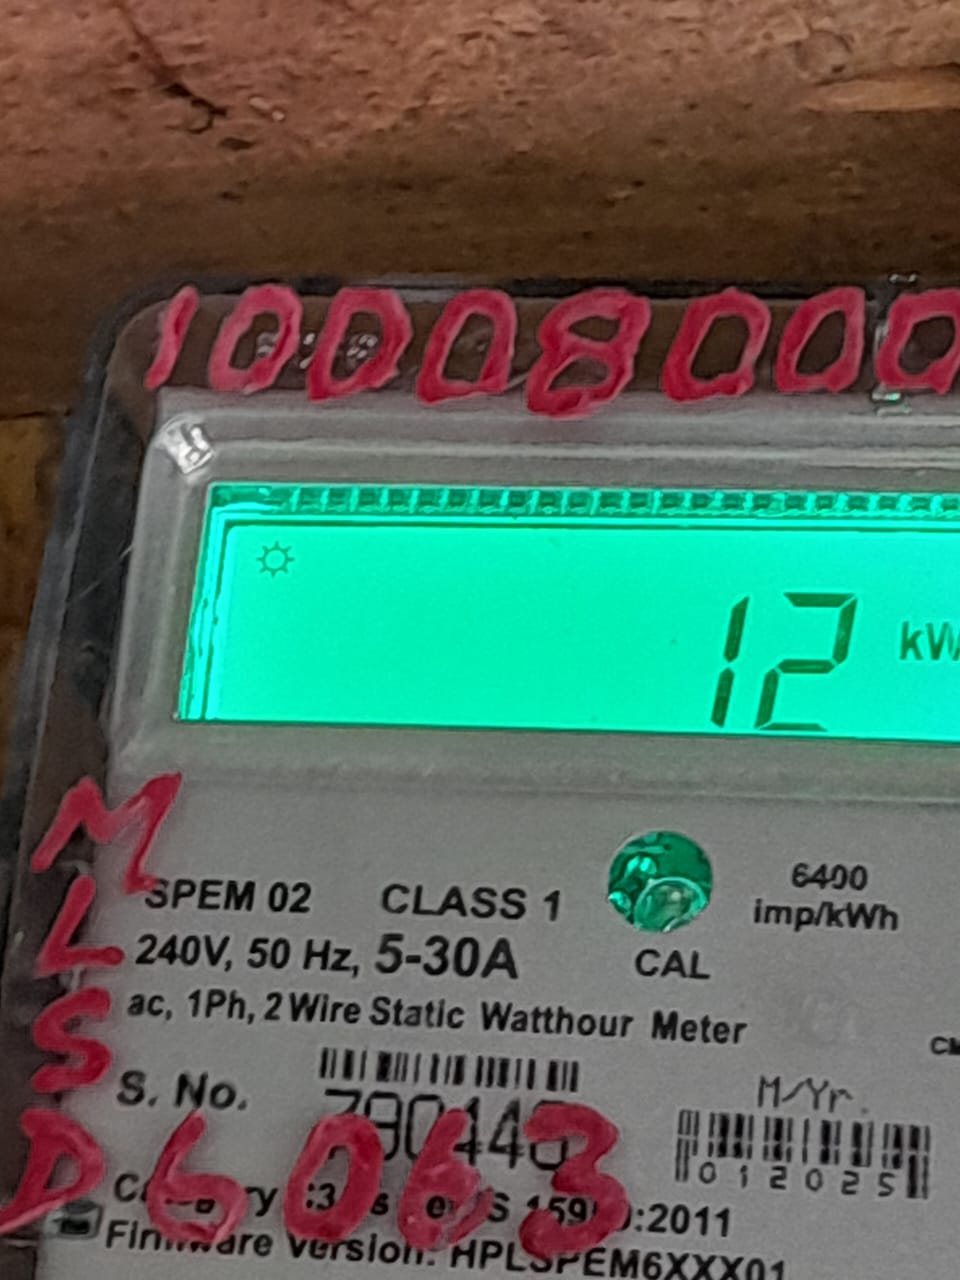 10008000
12 kW
M
L
S
D6063
SPEM 02 CLASS 1
6400
imp/kWh
240V, 50 Hz, 5-30A
CAL
ac, 1Ph, 2 Wire Static Watthour Meter
S. No.
M/Yr.
012025
:2011
Firmware Version: HPLSPEM6XXX01